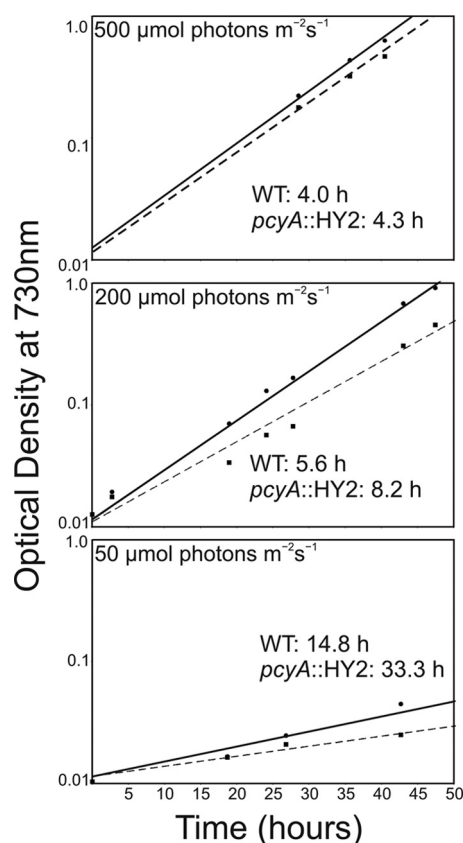 Optical Density at 730nm
500 μmol photons m⁻²s⁻¹
1.0
0.1
0.01
WT: 4.0 h
pcyA::HY2: 4.3 h
200 μmol photons m⁻²s⁻¹
1.0
0.1
0.01
WT: 5.6 h
pcyA::HY2: 8.2 h
50 μmol photons m⁻²s⁻¹
1.0
0.1
0.01
WT: 14.8 h
pcyA::HY2: 33.3 h
5 10 15 20 25 30 35 40 45 50
Time (hours)